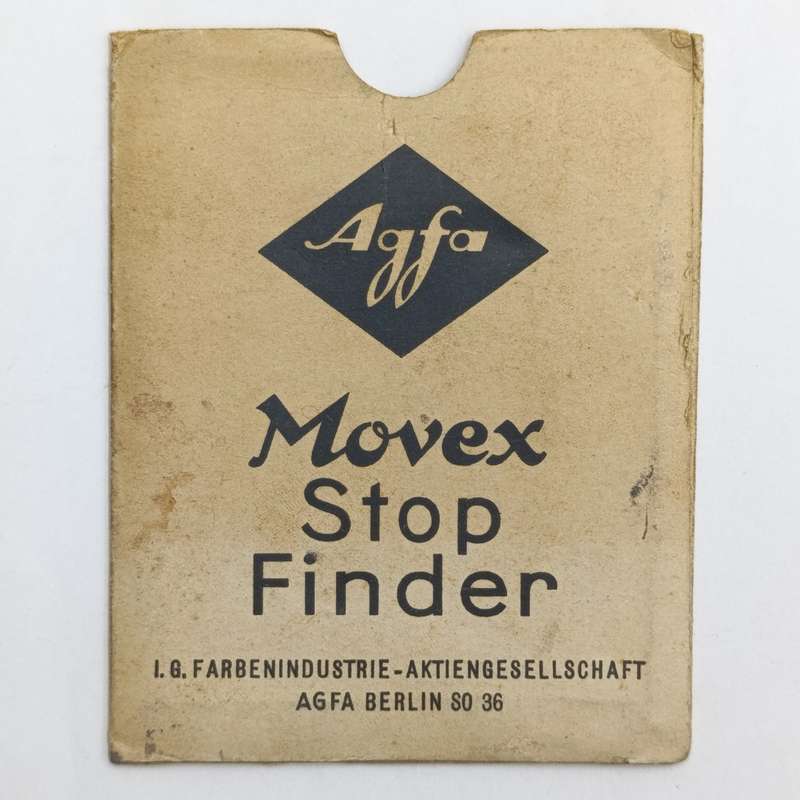 Agfa
Movex
Stop
Finder
I.G. FARBENINDUSTRIE-AKTIENGESELLSCHAFT
AGFA BERLIN SO 36